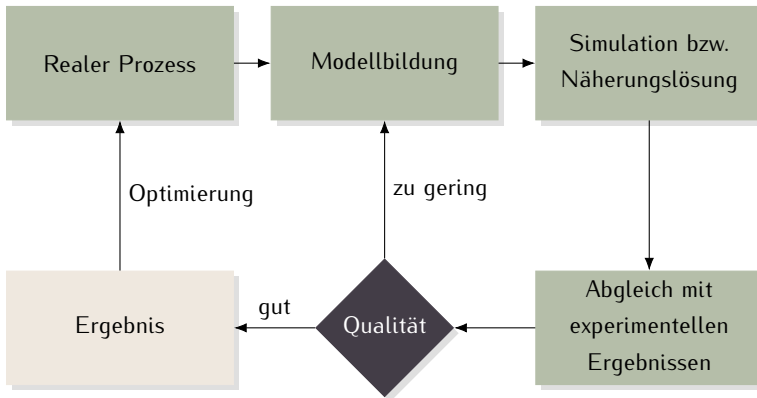 Realer Prozess
Modellbildung
Simulation bzw.
Näherungslösung
Optimierung
zu gering
Ergebnis
gut
Qualität
Abgleich mit
experimentellen
Ergebnissen